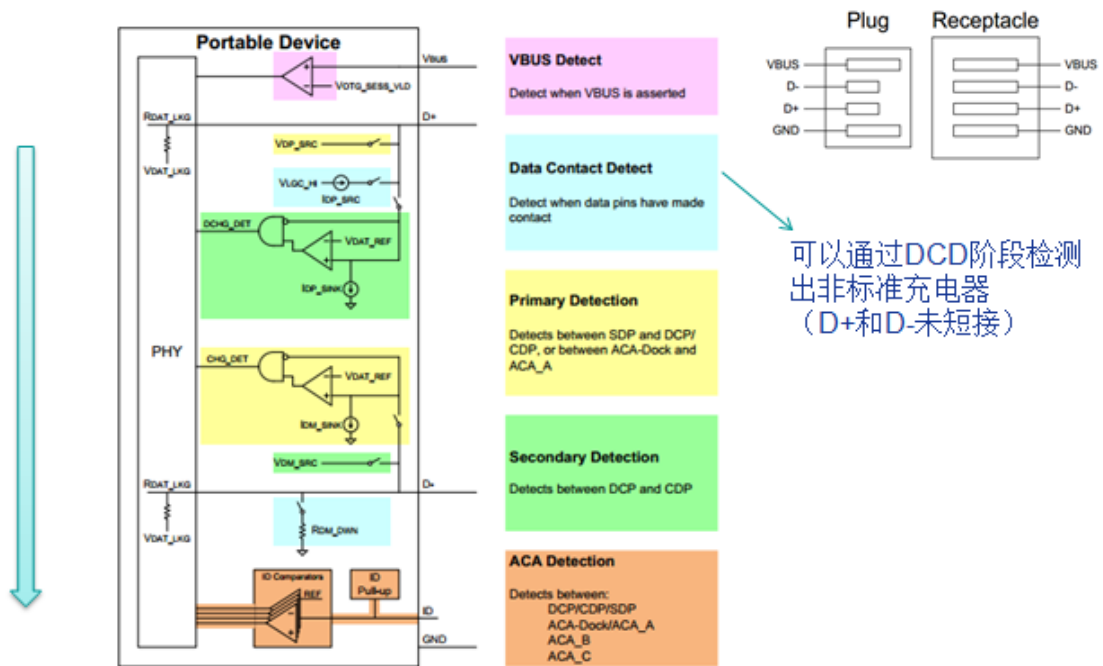 Portable Device
VBUS
VOTG_SESS_VLD
RDAT_LKG
D+
VDAT_LKG
VDP_SRC
VLGC_HI
IDP_SRC
DCHG_DET
VDAT_REF
IDP_SINK
PHY
CHG_DET
VDAT_REF
IDM_SINK
VDM_SRC
RDAT_LKG
D-
VDAT_LKG
RDM_DWN
ID Comparators
REF
ID
Pull-up
ID
GND
VBUS Detect
Detect when VBUS is asserted
Data Contact Detect
Detect when data pins have made
contact
Primary Detection
Detects between SDP and DCP/
CDP, or between ACA-Dock and
ACA_A
Secondary Detection
Detects between DCP and CDP
ACA Detection
Detects between:
DCP/CDP/SDP
ACA-Dock/ACA_A
ACA_B
ACA_C
Plug
Receptacle
VBUS
D-
D+
GND
VBUS
D-
D+
GND
可以通过DCD阶段检测
出非标准充电器
（D+和D-未短接）